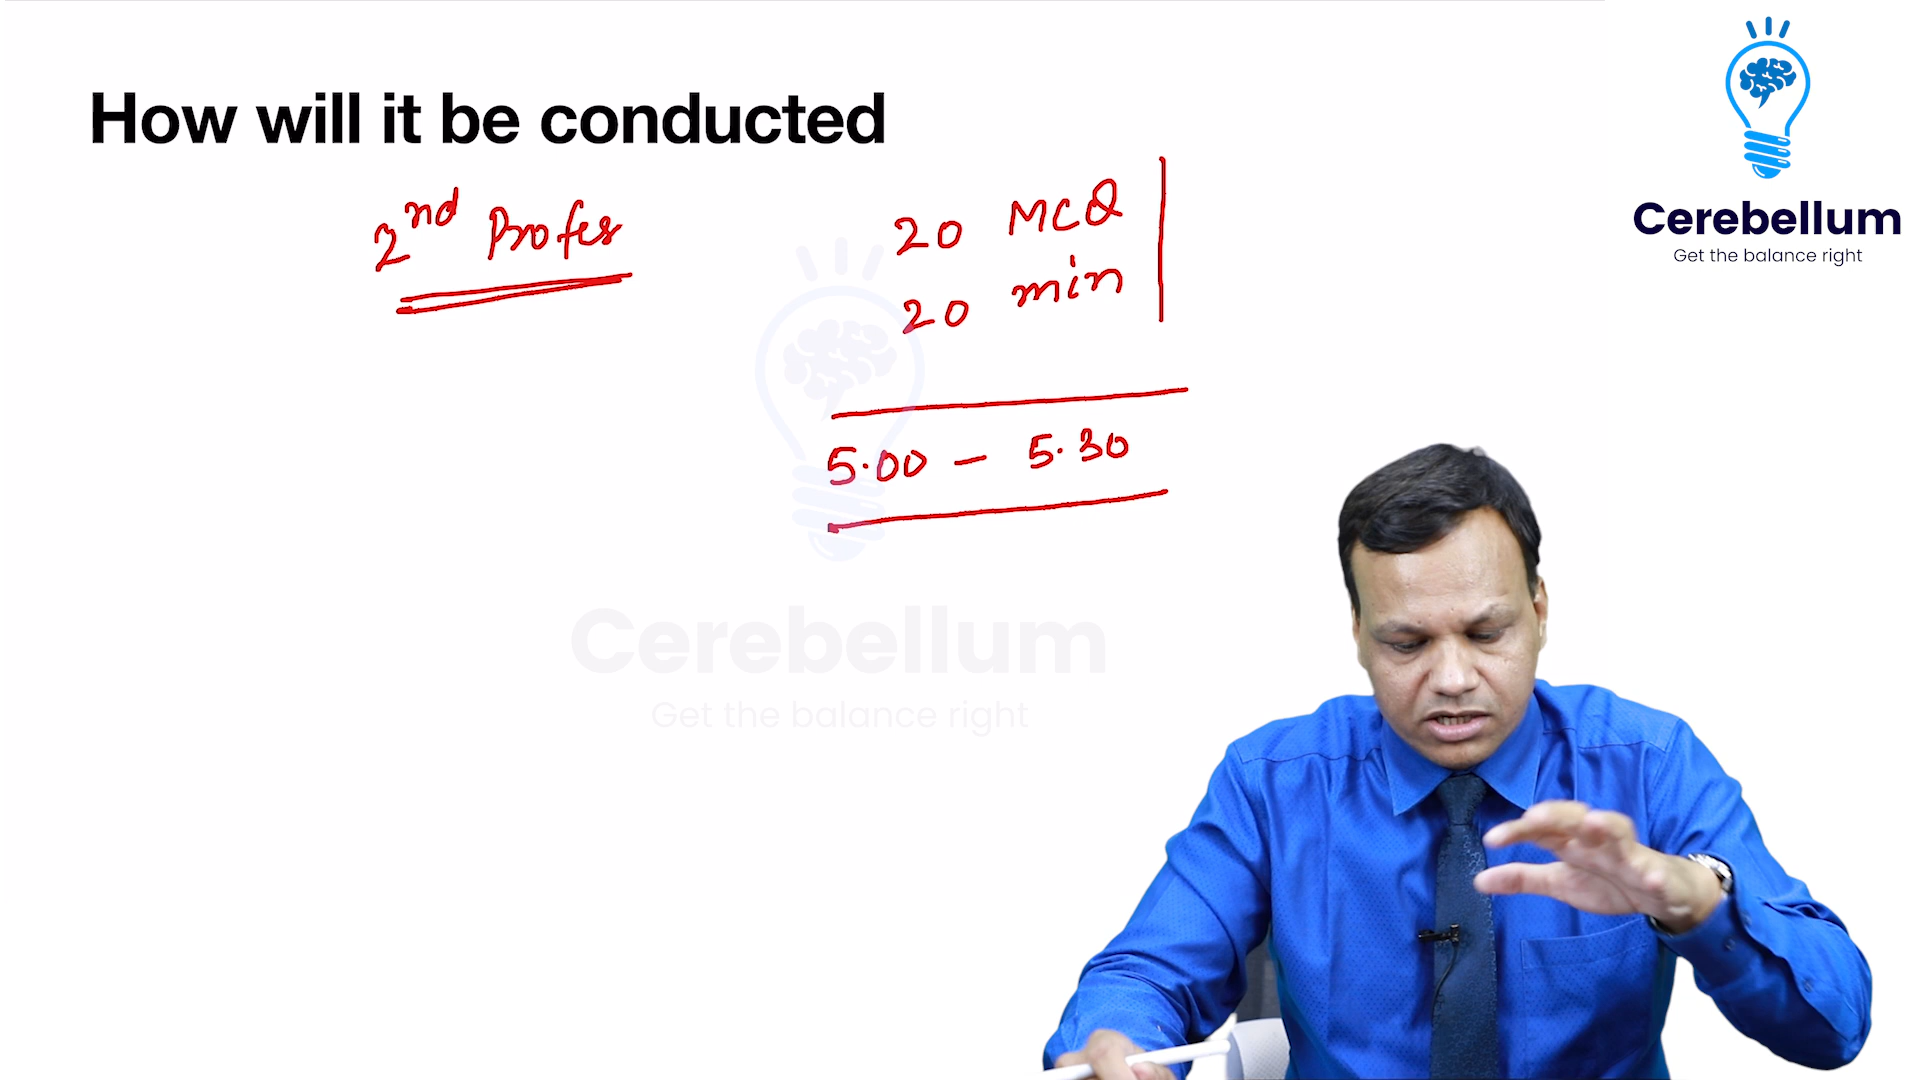 How will it be conducted
2nd Profes
20 MCQ
20 min
5.00 - 5.30
Cerebellum
Get the balance right
Cerebellum
Get the balance right